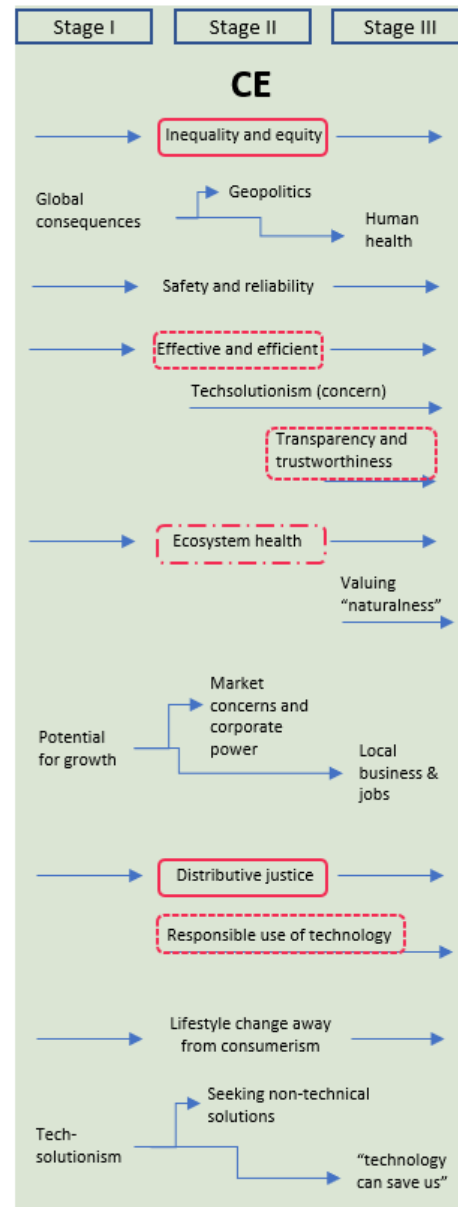 Stage I
Stage II
Stage III
CE
Inequality and equity
Global
consequences
Geopolitics
Human
health
Safety and reliability
Effective and efficient
Techsolutionism (concern)
Transparency and
trustworthiness
Ecosystem health
Valuing
“naturalness”
Potential
for growth
Market
concerns and
corporate
power
Local
business &
jobs
Distributive justice
Responsible use of technology
Lifestyle change away
from consumerism
Tech-
solutionism
Seeking non-technical
solutions
“technology
can save us”